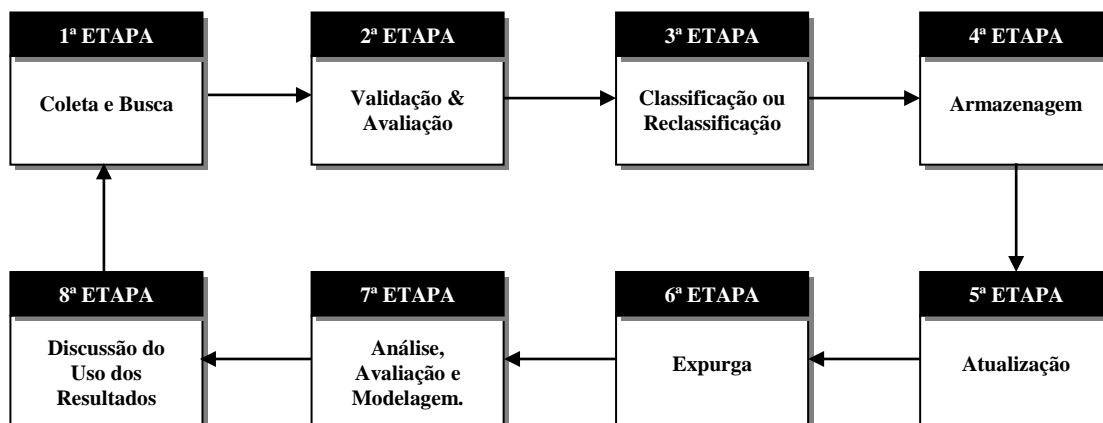 1ª ETAPA
Coleta e Busca
2ª ETAPA
Validação &
Avaliação
3ª ETAPA
Classificação ou
Reclassificação
4ª ETAPA
Armazenagem
8ª ETAPA
Discussão do
Uso dos
Resultados
7ª ETAPA
Análise,
Avaliação e
Modelagem.
6ª ETAPA
Expurga
5ª ETAPA
Atualização